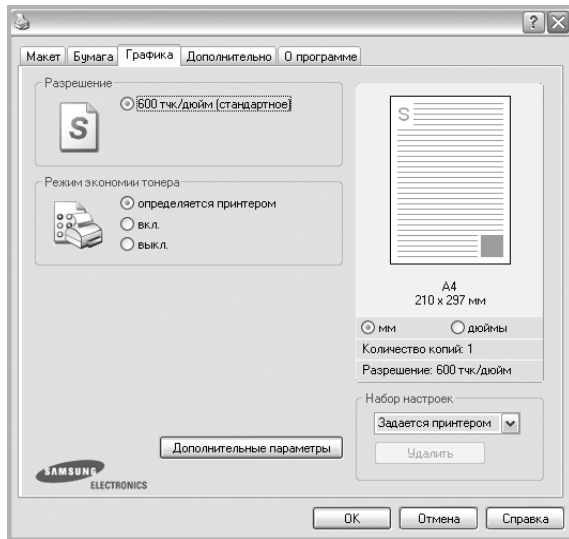 Макет Бумага Графика Дополнительно О программе
Разрешение
S
600 тчк/дюйм (стандартное)
Режим экономии тонера
определяется принтером
вкл.
выкл.
Дополнительные параметры
SAMSUNG
ELECTRONICS
S
A4
210 x 297 мм
мм дюймы
Количество копий: 1
Разрешение: 600 тчк/дюйм
Набор настроек
Задается принтером
Удалить
OK Отмена Справка